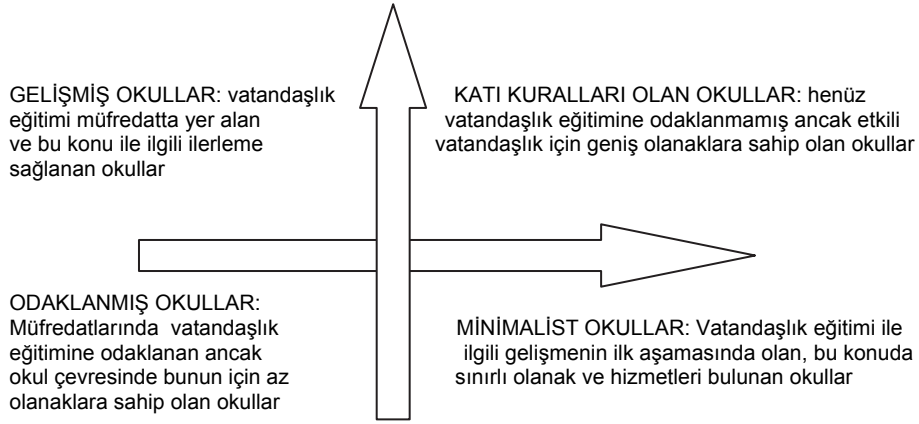 GELİŞMİŞ OKULLAR: vatandaşlık
eğitimi müfredatta yer alan
ve bu konu ile ilgili ilerleme
sağlanan okullar
KATI KURALLARI OLAN OKULLAR: henüz
vatandaşlık eğitimine odaklanmamış ancak etkili
vatandaşlık için geniş olanaklara sahip olan okullar
ODAKLANMIŞ OKULLAR:
Müfredatlarında vatandaşlık
eğitimine odaklanan ancak
okul çevresinde bunun için az
olanaklara sahip olan okullar
MİNİMALİST OKULLAR: Vatandaşlık eğitimi ile
ilgili gelişmenin ilk aşamasında olan, bu konuda
sınırlı olanak ve hizmetleri bulunan okullar